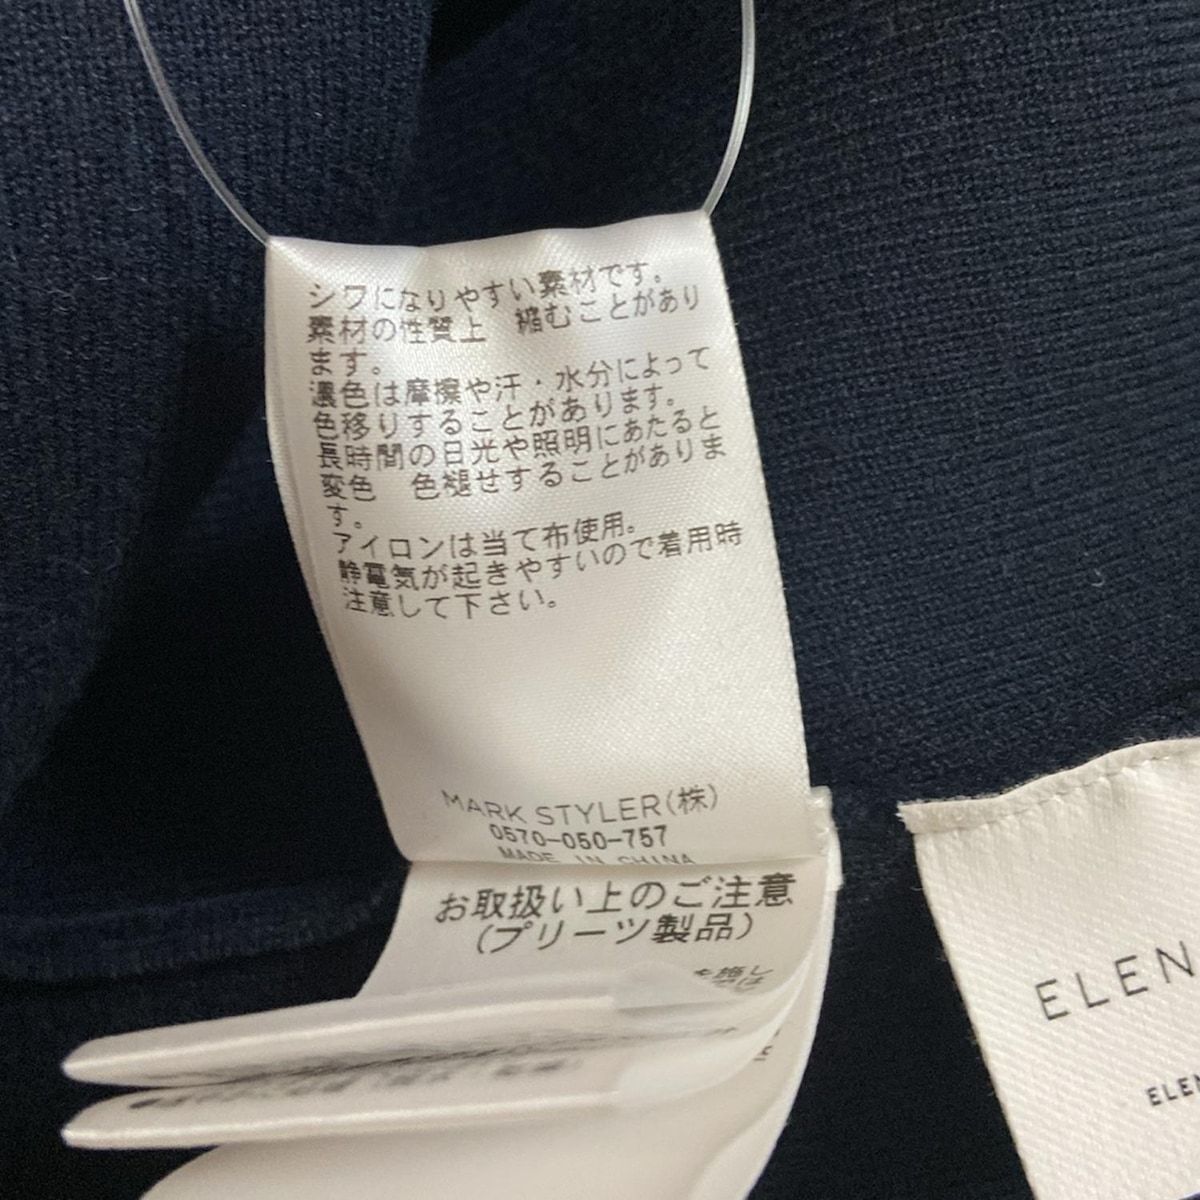 シワになりやすい素材です。
素材の性質上　縮むことがあり
ます。
濃色は摩擦や汗・水分によって
色移りすることがあります。
長時間の日光や照明にあたると
変色　色褪せすることがありま
す。
アイロンは当て布使用。
静電気が起きやすいので着用時
注意して下さい。
MARK STYLER(株)
0570-050-757
MADE IN CHINA
お取扱い上のご注意
(プリーツ製品)
を施し
ELEN
ELEN